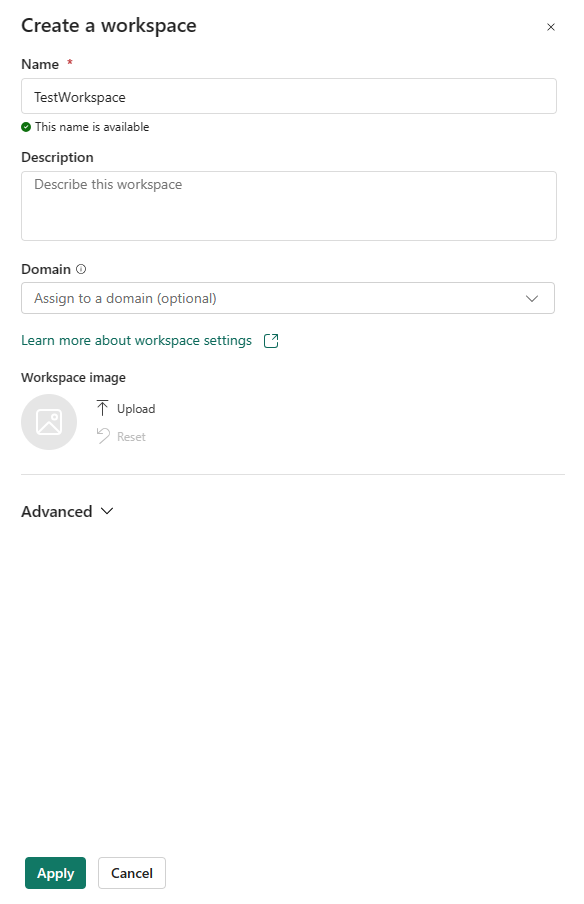 Create a workspace
Name *
TestWorkspace
This name is available
Description
Describe this workspace
Domain
Assign to a domain (optional)
Learn more about workspace settings
Workspace image
Upload
Reset
Advanced
Apply Cancel